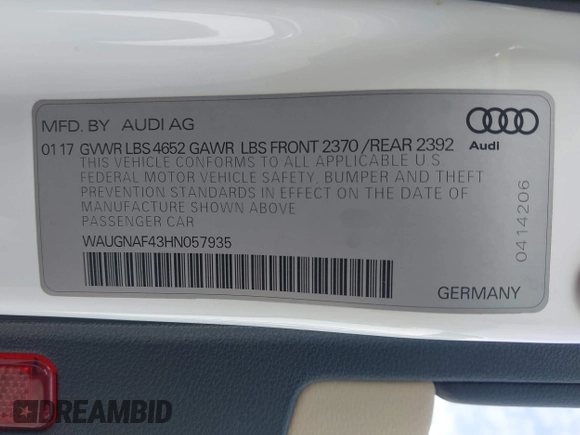 MFD. BY AUDI AG
01 17 GVWR LBS 4652 GAWR LBS FRONT 2370 /REAR 2392
THIS VEHICLE CONFORMS TO ALL APPLICABLE U S
FEDERAL MOTOR VEHICLE SAFETY, BUMPER AND THEFT
PREVENTION STANDARDS IN EFFECT ON THE DATE OF
MANUFACTURE SHOWN ABOVE
PASSENGER CAR
WAUGNAF43HN057935
Audi
0414206
GERMANY
DREAMBID